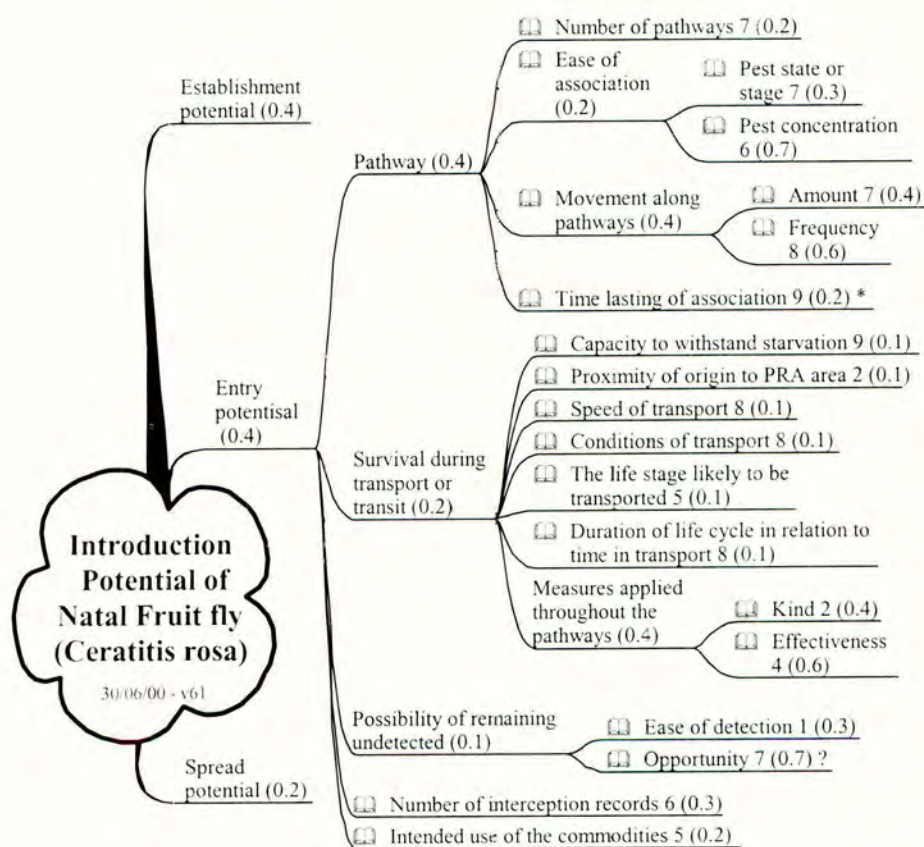 Introduction
Potential of
Natal Fruit fly
(Ceratitis rosa)
30/06/00 - v61
Establishment
potential (0.4)
Entry
potentisal
(0.4)
Pathway (0.4)
Number of pathways 7 (0.2)
Ease of
association
(0.2)
Pest state or
stage 7 (0.3)
Pest concentration
6 (0.7)
Movement along
pathways (0.4)
Amount 7 (0.4)
Frequency
8 (0.6)
Time lasting of association 9 (0.2) *
Survival during
transport or
transit (0.2)
Capacity to withstand starvation 9 (0.1)
Proximity of origin to PRA area 2 (0.1)
Speed of transport 8 (0.1)
Conditions of transport 8 (0.1)
The life stage likely to be
transported 5 (0.1)
Duration of life cycle in relation to
time in transport 8 (0.1)
Measures applied
throughout the
pathways (0.4)
Kind 2 (0.4)
Effectiveness
4 (0.6)
Possibility of remaining
undetected (0.1)
Ease of detection 1 (0.3)
Opportunity 7 (0.7) ?
Number of interception records 6 (0.3)
Intended use of the commodities 5 (0.2)
Spread
potential (0.2)